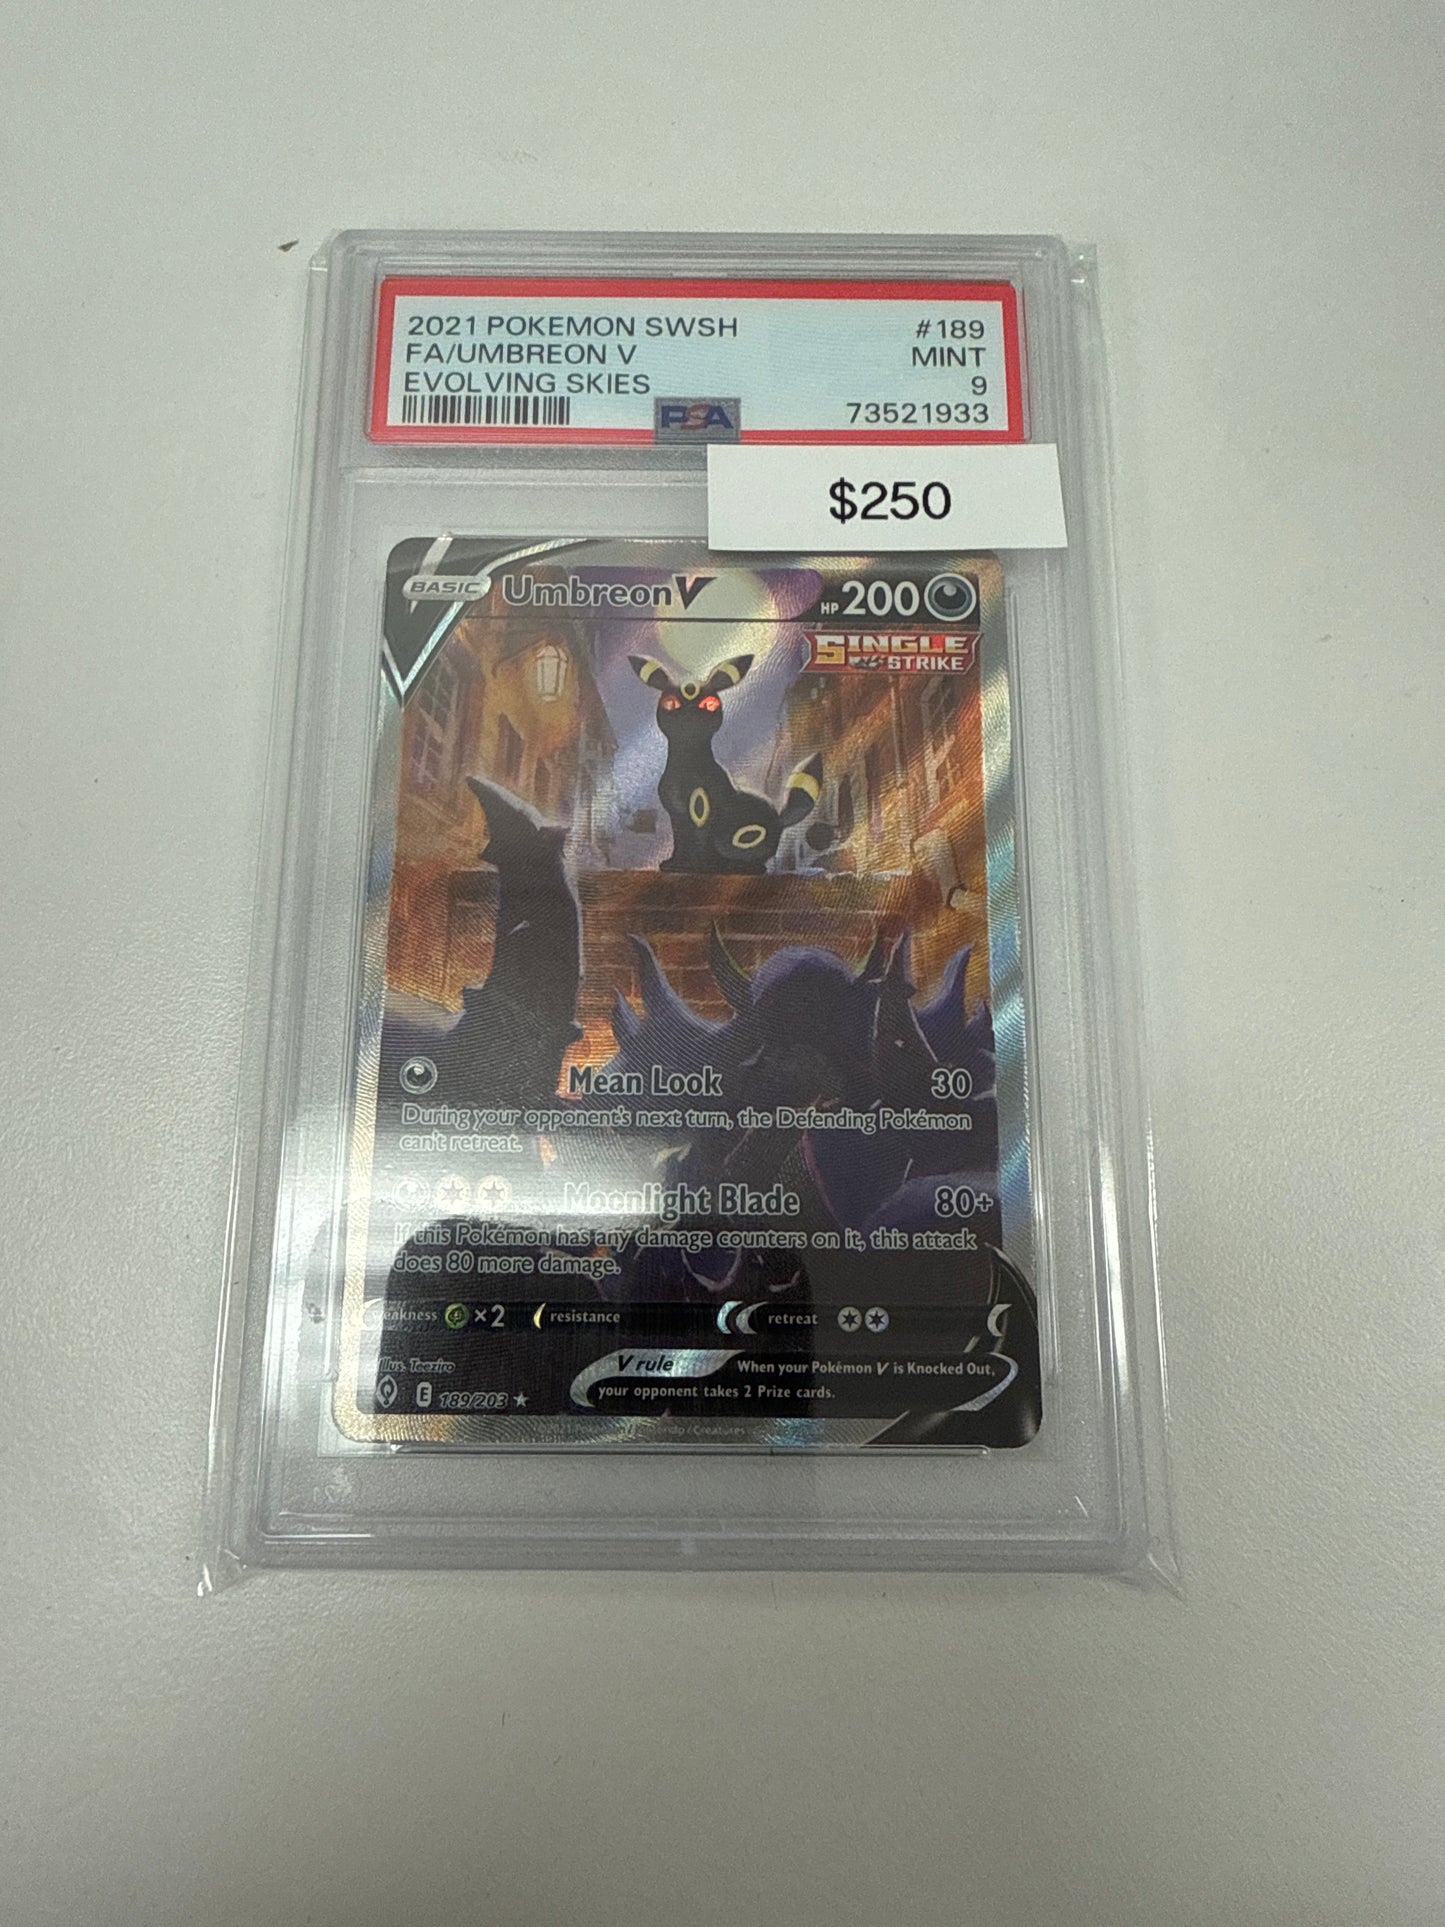 2021 POKEMON SWSH #189
FA/UMBREON V MINT
EVOLVING SKIES 9
PSA 73521933
$250
BASIC Umbreon V HP 200
SINGLE STRIKE
Mean Look 30
During your opponent's next turn, the Defending Pokémon
can't retreat.
Moonlight Blade 80+
If this Pokémon has any damage counters on it, this attack
does 80 more damage.
weakness ×2 resistance retreat
Illus. Teeziro
V rule When your Pokémon V is Knocked Out,
your opponent takes 2 Prize cards.
E 189/203
/ Creatures